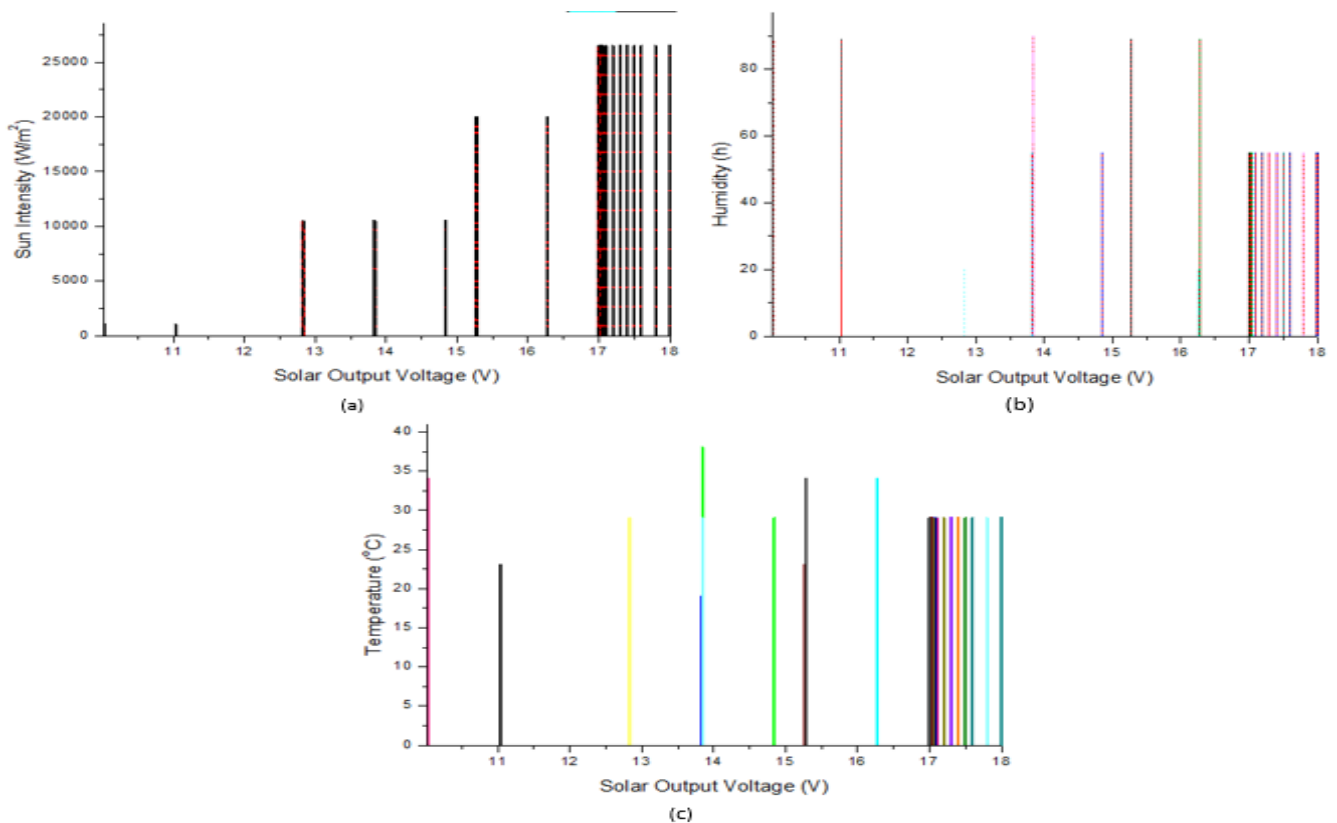 25000
20000
15000
10000
5000
0
Sun Intensity (W/m²)
11 12 13 14 15 16 17 18
Solar Output Voltage (V)
(a)
80
60
40
20
0
Humidity (h)
11 12 13 14 15 16 17 18
Solar Output Voltage (V)
(b)
40
35
30
25
20
15
10
5
0
Temperature (⁰C)
11 12 13 14 15 16 17 18
Solar Output Voltage (V)
(c)